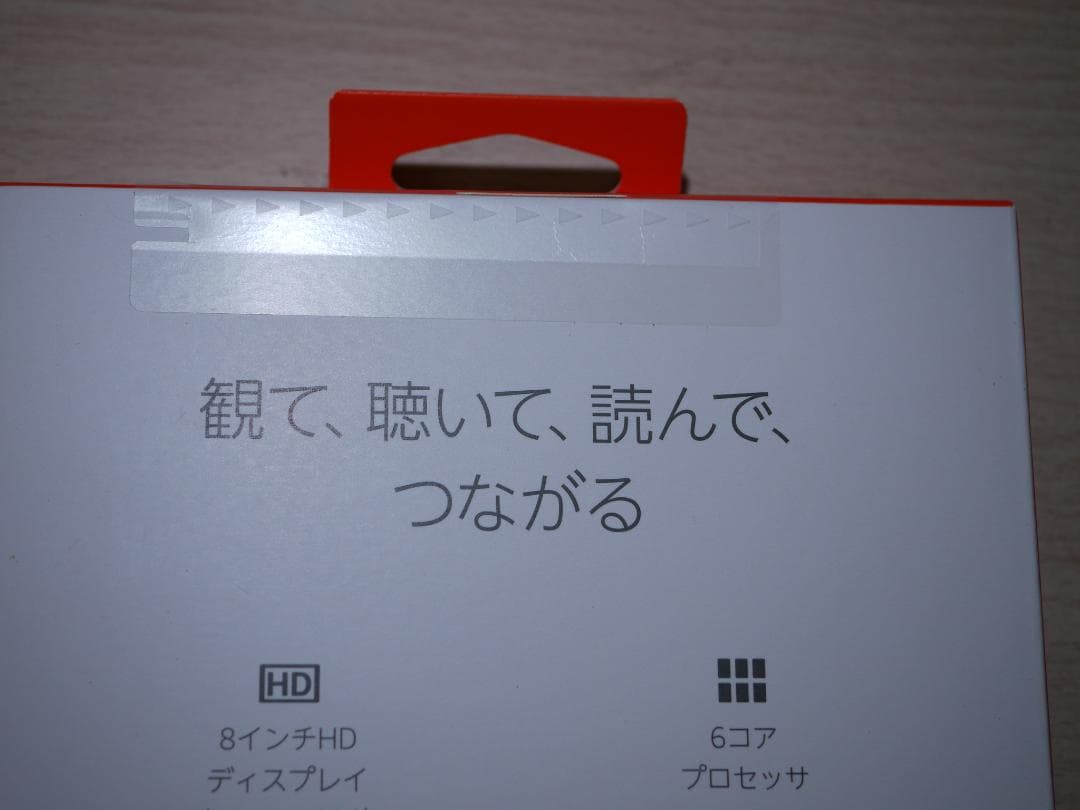 観て、聴いて、読んで、
つながる
HD
8インチHD
ディスプレイ
6コア
プロセッサ